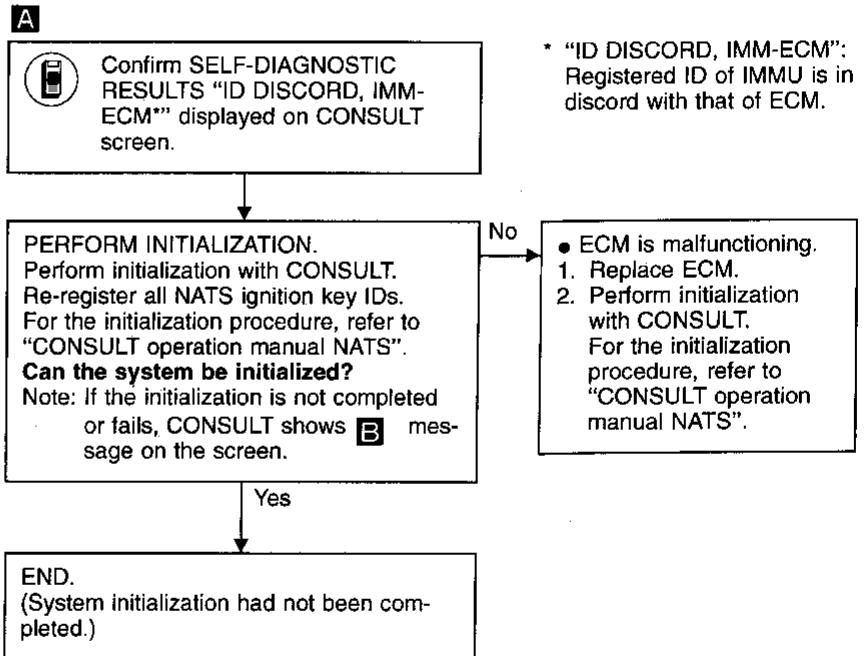 A
Confirm SELF-DIAGNOSTIC
RESULTS "ID DISCORD, IMM-
ECM*" displayed on CONSULT
screen.
* "ID DISCORD, IMM-ECM":
Registered ID of IMMU is in
discord with that of ECM.
PERFORM INITIALIZATION.
Perform initialization with CONSULT.
Re-register all NATS ignition key IDs.
For the initialization procedure, refer to
"CONSULT operation manual NATS".
Can the system be initialized?
Note: If the initialization is not completed
or fails, CONSULT shows B mes-
sage on the screen.
No
● ECM is malfunctioning.
1. Replace ECM.
2. Perform initialization
with CONSULT.
For the initialization
procedure, refer to
"CONSULT operation
manual NATS".
Yes
END.
(System initialization had not been com-
pleted.)